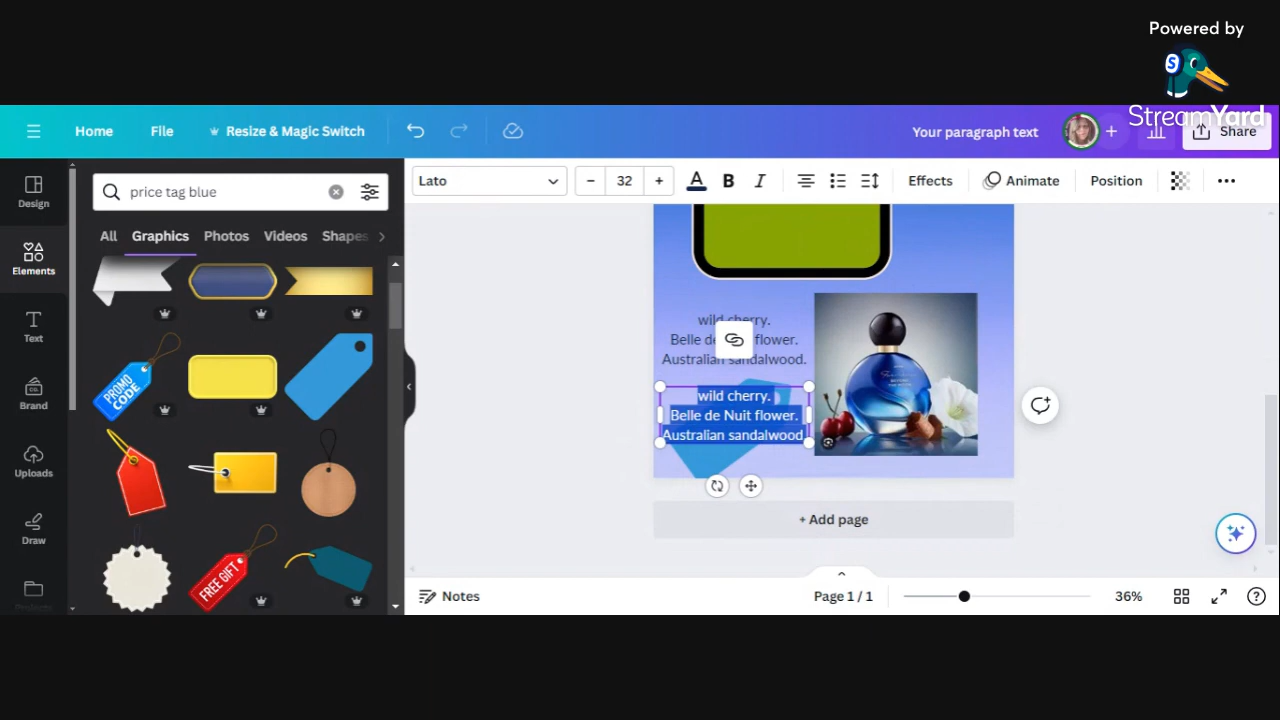 Powered by
S
StreamYard
Home
File
Resize & Magic Switch
Your paragraph text
Share
Design
Elements
Text
Brand
Uploads
Draw
price tag blue
All
Graphics
Photos
Videos
Shapes
PROMO
CODE
FREE GIFT
Lato
32
A
B
I
Effects
Animate
Position
wild cherry.
Belle de flower.
Australian sandalwood.
wild cherry.
Belle de Nuit flower.
Australian sandalwood
+ Add page
Notes
Page 1 / 1
36%